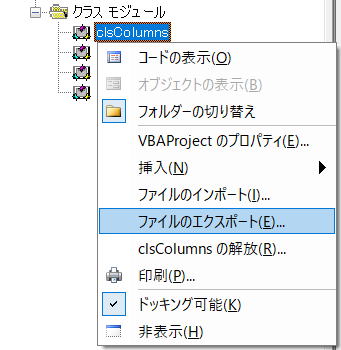 クラス モジュール
clsColumns
コードの表示(O)
オブジェクトの表示(B)
フォルダーの切り替え
VBAProject のプロパティ(E)...
挿入(N)
ファイルのインポート(I)...
ファイルのエクスポート(E)...
clsColumns の解放(R)...
印刷(P)...
ドッキング可能(K)
非表示(H)